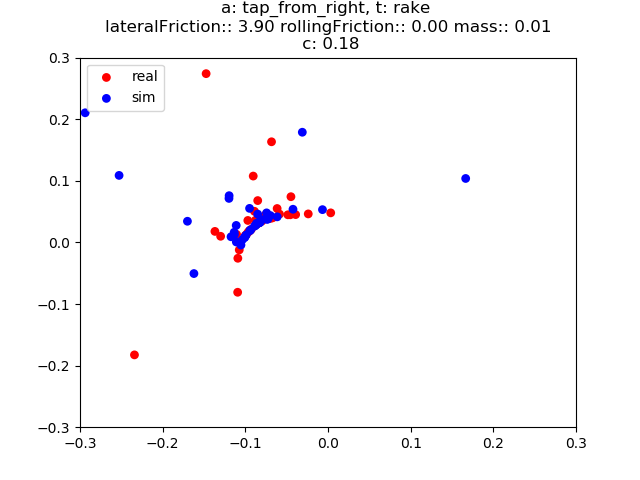 a: tap_from_right, t: rake
lateralFriction:: 3.90 rollingFriction:: 0.00 mass:: 0.01
c: 0.18
real
sim
0.3
0.2
0.1
0.0
−0.1
−0.2
−0.3
−0.3
−0.2
−0.1
0.0
0.1
0.2
0.3